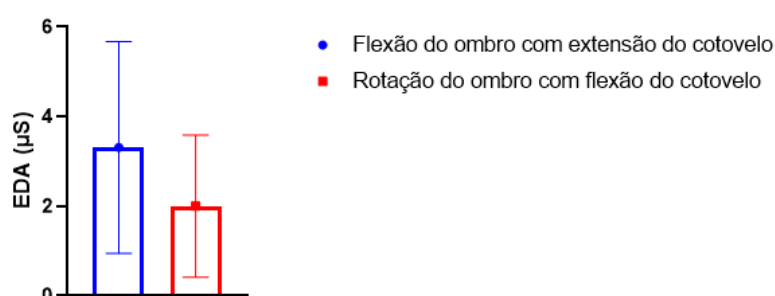 6
Flexão do ombro com extensão do cotovelo
Rotação do ombro com flexão do cotovelo
4
EDA (µS)
2
0